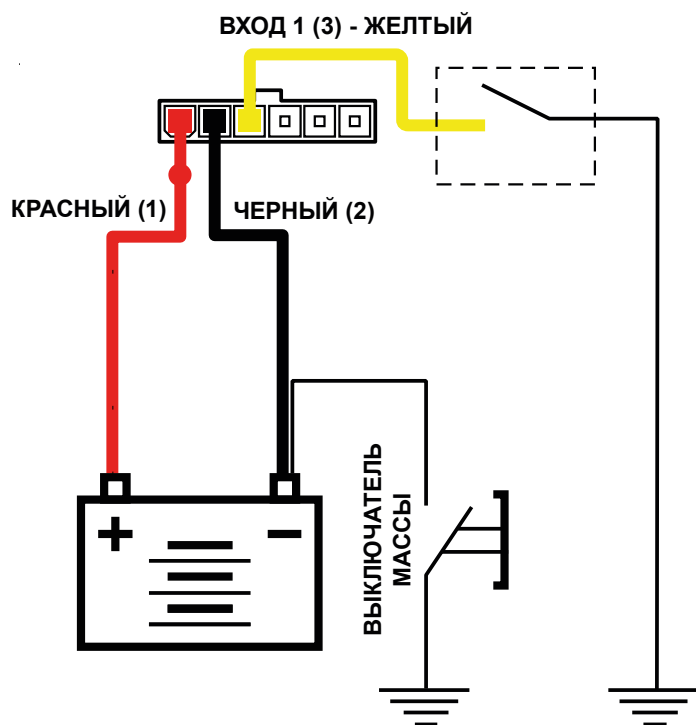 ВХОД 1 (3) - ЖЕЛТЫЙ
КРАСНЫЙ (1)
ЧЕРНЫЙ (2)
ВЫКЛЮЧАТЕЛЬ
МАССЫ
+ −